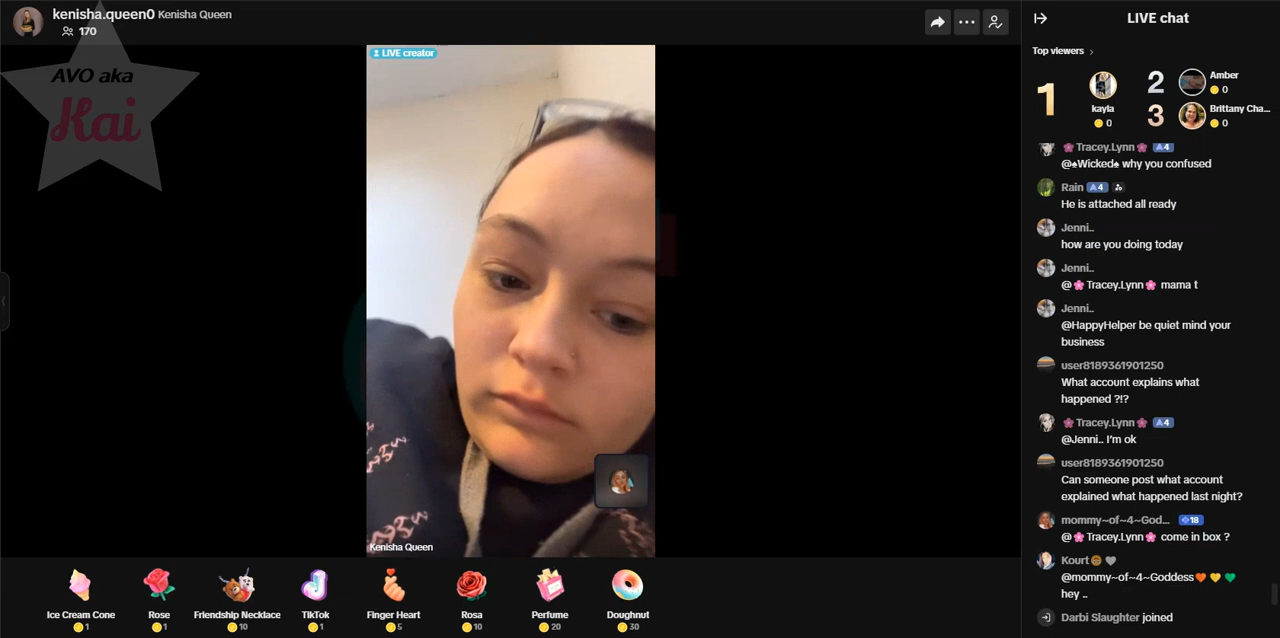 kenisha.queen0 Kenisha Queen
170
AVO aka
Kai
LIVE creator
Kenisha Queen
Ice Cream Cone
1
Rose
1
Friendship Necklace
10
TikTok
1
Finger Heart
5
Rosa
10
Perfume
20
Doughnut
30
LIVE chat
Top viewers
1
kayla
0
2
Amber
0
3
Brittany Cha...
0
🌸Tracey.Lynn🌸 4
@♠Wicked♠ why you confused
Rain 4
He is attached all ready
Jenni..
how are you doing today
Jenni..
@🌸Tracey.Lynn🌸 mama t
Jenni..
@HappyHelper be quiet mind your
business
user8189361901250
What account explains what
happened ?!?
🌸Tracey.Lynn🌸 4
@Jenni.. I'm ok
user8189361901250
Can someone post what account
explained what happened last night?
mommy~of~4~God... 18
@🌸Tracey.Lynn🌸 come in box ?
Kourt
@mommy~of~4~Goddess🧡💛💚
hey ..
Darbi Slaughter joined